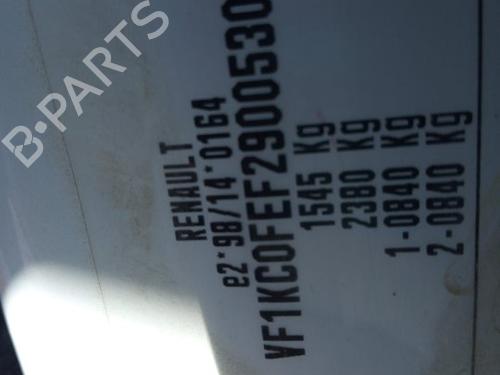 RENAULT
e2*98/14*0164
VF1KC0FEF2900530
1545 Kg
2380 Kg
1-0840 Kg
2-0840 Kg
B-PARTS